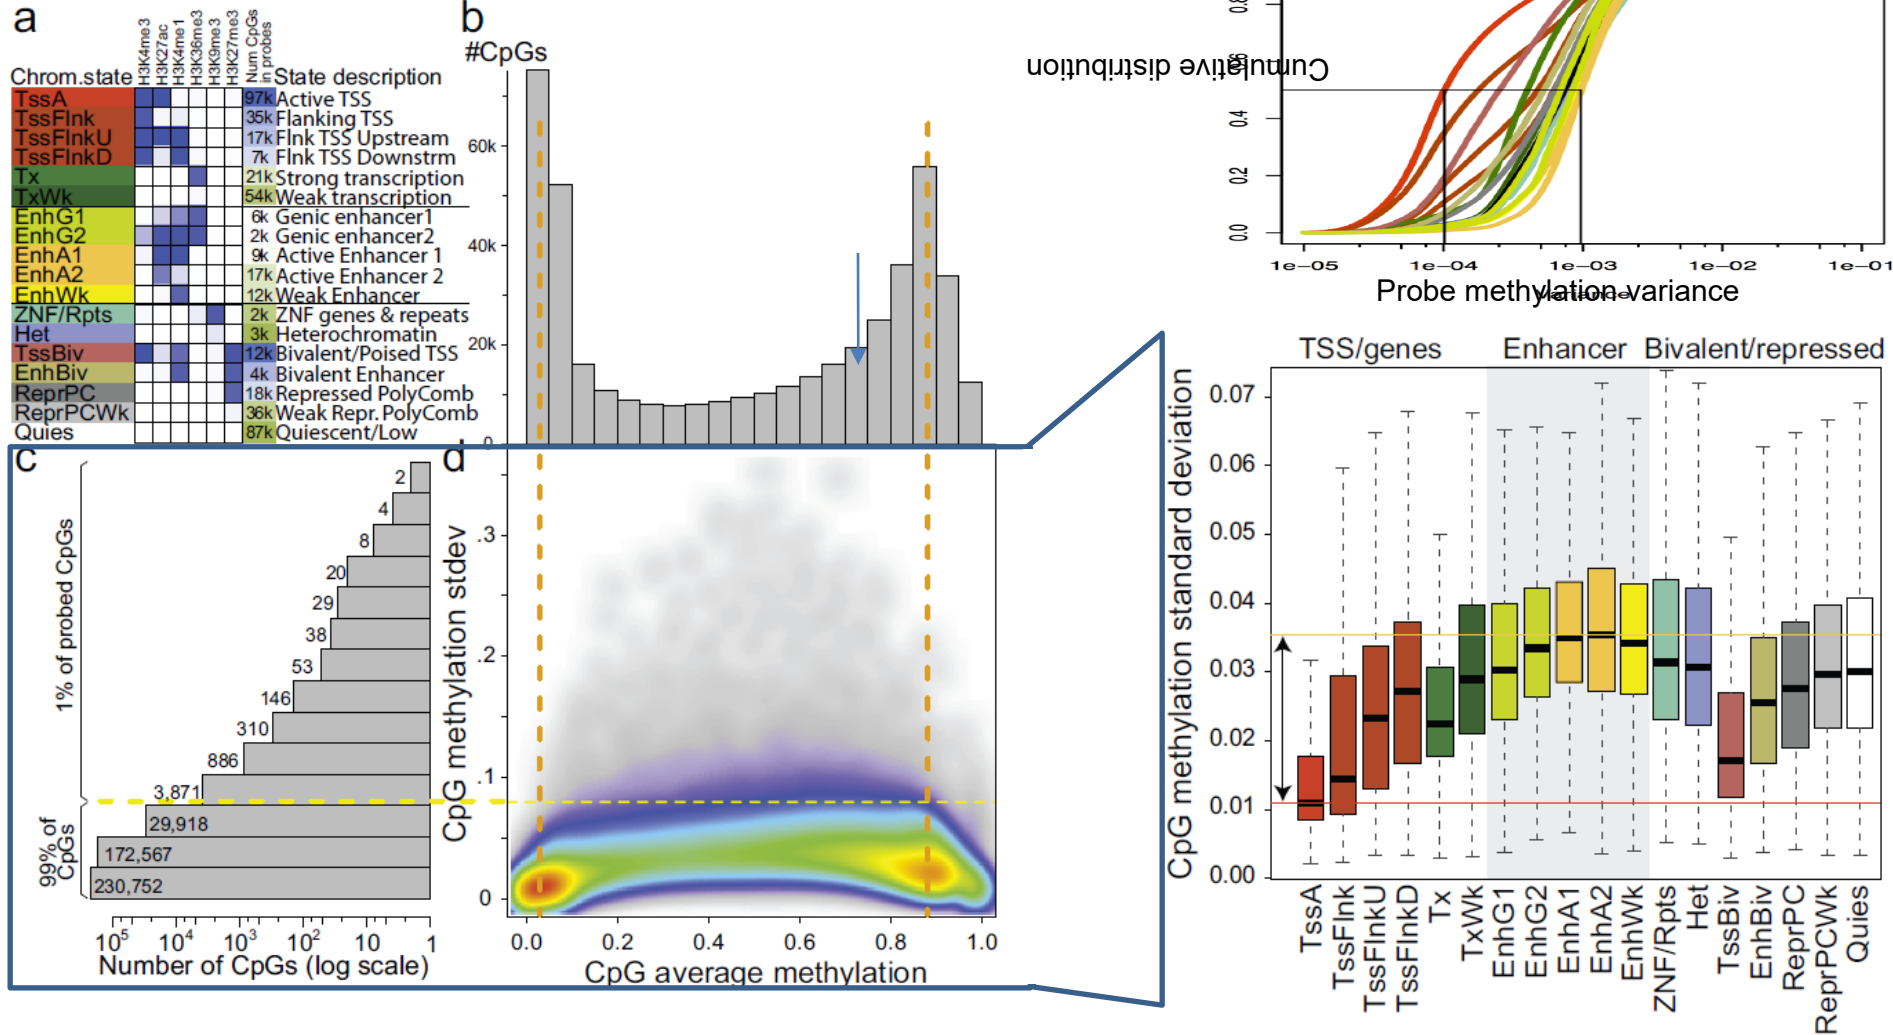 a
H3K4me3
H3K27ac
H3K4me1
H3K36me3
H3K9me3
H3K27me3
Num CpGs
in probes
Chrom.state
State description
TssA 97k Active TSS
TssFlnk 35k Flanking TSS
TssFlnkU 17k Flnk TSS Upstream
TssFlnkD 7k Flnk TSS Downstrm
Tx 21k Strong transcription
TxWk 54k Weak transcription
EnhG1 6k Genic enhancer1
EnhG2 2k Genic enhancer2
EnhA1 9k Active Enhancer 1
EnhA2 17k Active Enhancer 2
EnhWk 12k Weak Enhancer
ZNF/Rpts 2k ZNF genes & repeats
Het 3k Heterochromatin
TssBiv 12k Bivalent/Poised TSS
EnhBiv 4k Bivalent Enhancer
ReprPC 18k Repressed PolyComb
ReprPCWk 36k Weak Repr. PolyComb
Quies 87k Quiescent/Low
b
#CpGs
60k
40k
20k
0
c
1% of probed CpGs
99% of
CpGs
2
4
8
20
29
38
53
146
310
886
3,871
29,918
172,567
230,752
10⁵ 10⁴ 10³ 10² 10 1
Number of CpGs (log scale)
d
CpG methylation stdev
.3
.2
.1
0
0.0 0.2 0.4 0.6 0.8 1.0
CpG average methylation
Cumulative distribution
0.8
0.6
0.4
0.2
0.0
1e-05 1e-04 1e-03 1e-02 1e-01
Variance
Probe methylation variance
TSS/genes Enhancer Bivalent/repressed
CpG methylation standard deviation
0.07
0.06
0.05
0.04
0.03
0.02
0.01
0.00
TssA
TssFlnk
TssFlnkU
TssFlnkD
Tx
TxWk
EnhG1
EnhG2
EnhA1
EnhA2
EnhWk
ZNF/Rpts
Het
TssBiv
EnhBiv
ReprPC
ReprPCWk
Quies